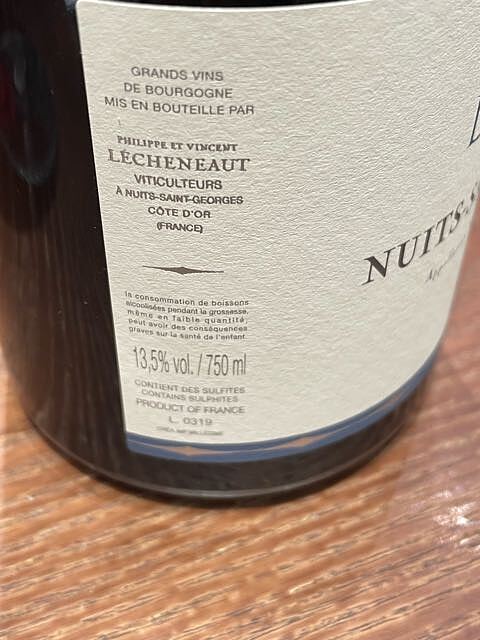 GRANDS VINS
DE BOURGOGNE
MIS EN BOUTEILLE PAR
PHILIPPE ET VINCENT
LÉCHENEAUT
VITICULTEURS
À NUITS-SAINT-GEORGES
CÔTE D'OR
(FRANCE)
la consommation de boissons
alcoolisées pendant la grossesse,
même en faible quantité,
peut avoir des conséquences
graves sur la santé de l'enfant
13,5% vol. / 750 ml
CONTIENT DES SULFITES
CONTAINS SULPHITES
PRODUCT OF FRANCE
L. 0319
NUITS-S